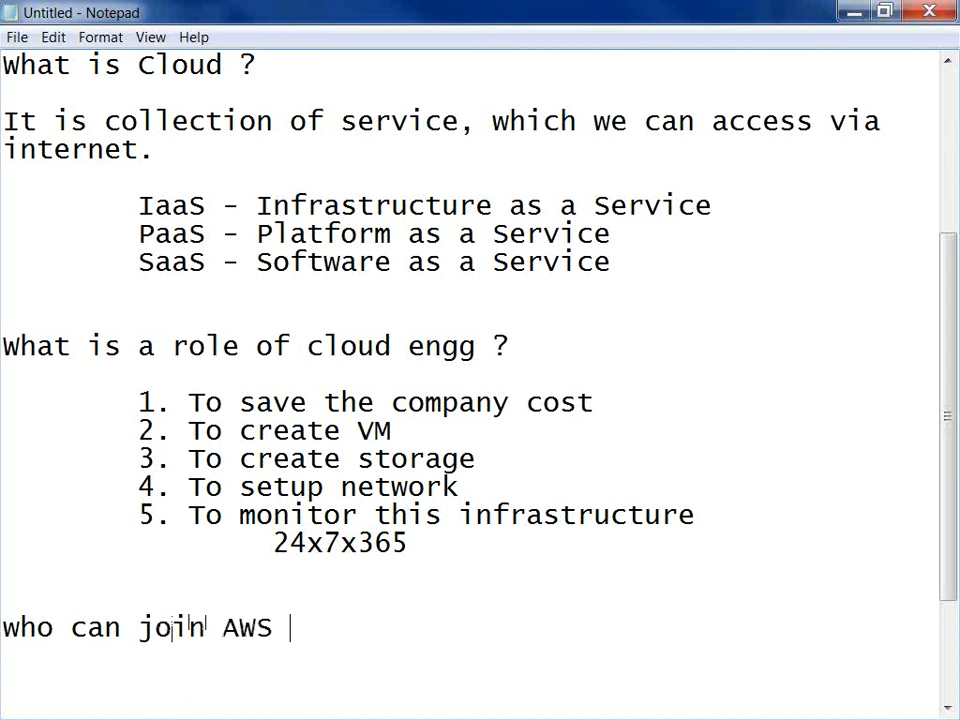 Untitled - Notepad
File Edit Format View Help
What is Cloud ?
It is collection of service, which we can access via
internet.
IaaS - Infrastructure as a Service
PaaS - Platform as a Service
SaaS - Software as a Service
What is a role of cloud engg ?
1. To save the company cost
2. To create VM
3. To create storage
4. To setup network
5. To monitor this infrastructure
24x7x365
who can join AWS